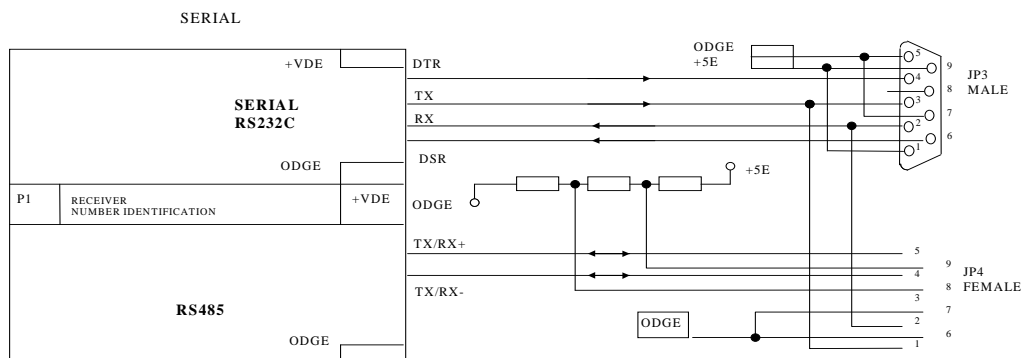 SERIAL
+VDE
DTR
ODGE
+5E
5
9
4
JP3
MALE
8
SERIAL
RS232C
TX
3
7
RX
2
6
ODGE
DSR
1
+5E
P1
RECEIVER
NUMBER IDENTIFICATION
+VDE
ODGE
TX/RX+
5
9
4
JP4
FEMALE
TX/RX-
8
3
RS485
ODGE
7
2
6
ODGE
1